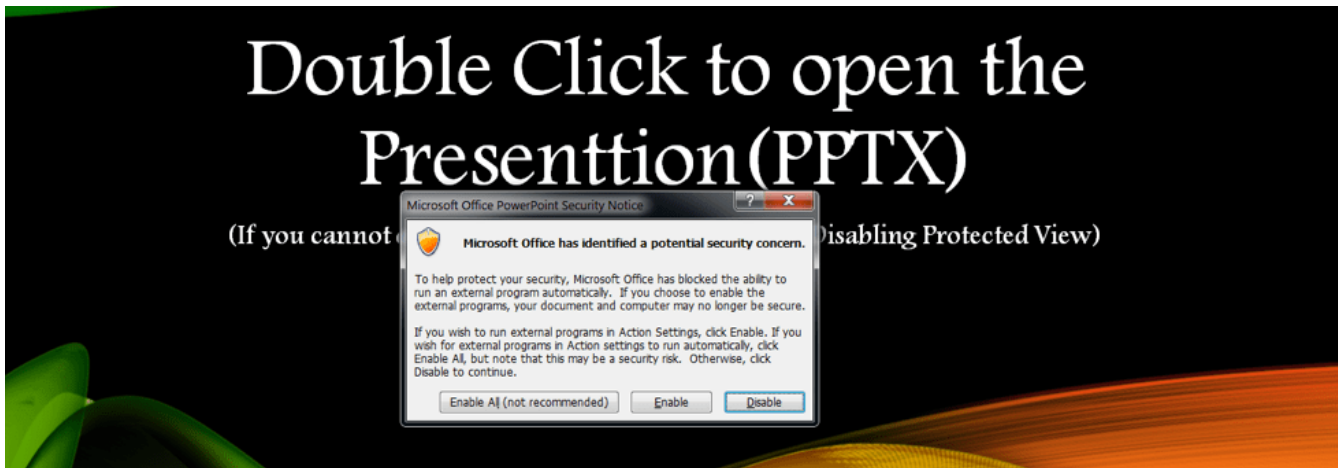 Double Click to open the
Presenttion(PPTX)
(If you cannot
isabling Protected View)
Microsoft Office PowerPoint Security Notice
?
X
Microsoft Office has identified a potential security concern.
To help protect your security, Microsoft Office has blocked the ability to
run an external program automatically. If you choose to enable the
external programs, your document and computer may no longer be secure.
If you wish to run external programs in Action Settings, click Enable. If you
wish for external programs in Action settings to run automatically, click
Enable All, but note that this may be a security risk. Otherwise, click
Disable to continue.
Enable All (not recommended) Enable Disable